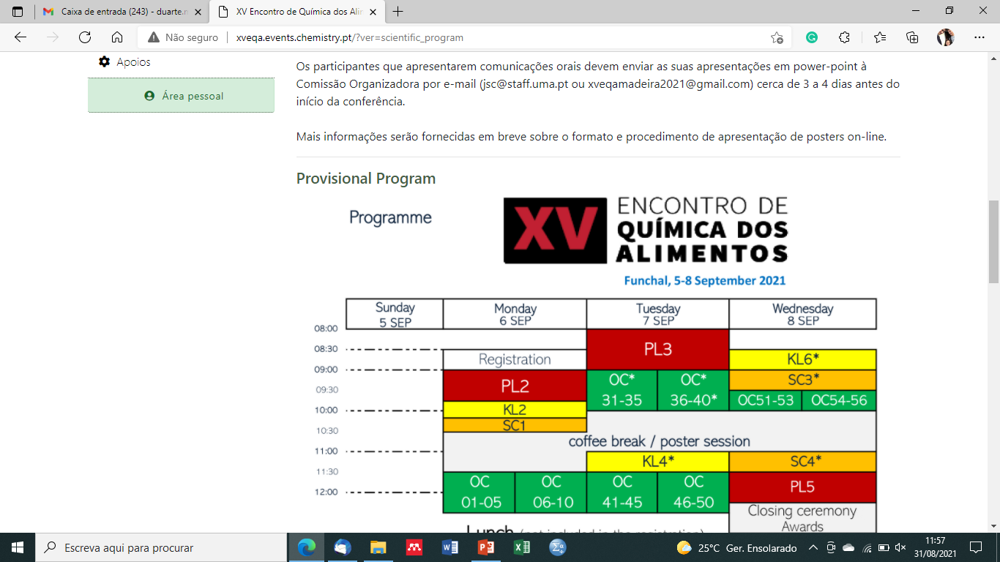 Caixa de entrada (243) - duarte.n
XV Encontro de Química dos Alin
Não seguro
xveqa.events.chemistry.pt/?ver=scientific_program
Apoios
Área pessoal
Os participantes que apresentarem comunicações orais devem enviar as suas apresentações em power-point à
Comissão Organizadora por e-mail (jsc@staff.uma.pt ou xveqamadeira2021@gmail.com) cerca de 3 a 4 dias antes do
início da conferência.
Mais informações serão fornecidas em breve sobre o formato e procedimento de apresentação de posters on-line.
Provisional Program
Programme
XV
ENCONTRO DE
QUÍMICA DOS
ALIMENTOS
Funchal, 5-8 September 2021
Sunday
5 SEP
Monday
6 SEP
Tuesday
7 SEP
Wednesday
8 SEP
08:00
PL3
08:30
Registration
KL6*
09:00
PL2
OC*
31-35
OC*
36-40*
SC3*
09:30
OC51-53
OC54-56
10:00
KL2
SC1
10:30
coffee break / poster session
11:00
KL4*
SC4*
11:30
OC
01-05
OC
06-10
OC
41-45
OC
46-50
PL5
12:00
Closing ceremony
Awards
Lunch (not included in the registration)
Escreva aqui para procurar
25°C Ger. Ensolarado
11:57
31/08/2021